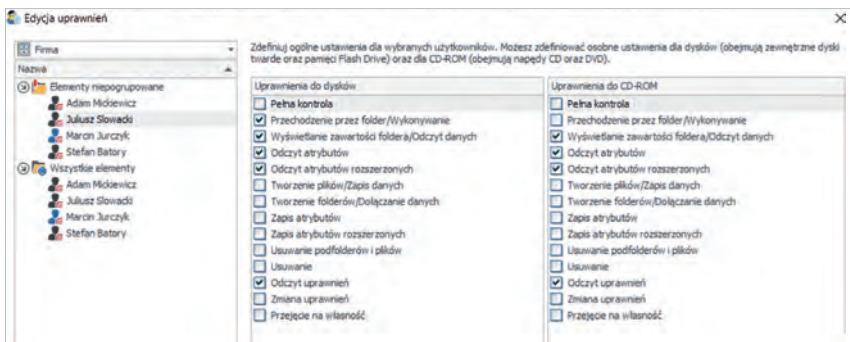 Edycja uprawnień
Firma
Nazwa
Elementy niepogrupowane
Adam Mickiewicz
Juliusz Slowacki
Marcin Jurczyk
Stefan Batory
Wszystkie elementy
Adam Mickiewicz
Juliusz Slowacki
Marcin Jurczyk
Stefan Batory
Zdefiniuj ogólne ustawienia dla wybranych użytkowników. Możesz zdefiniować osobne ustawienia dla dysków (obejmują zewnętrzne dyski
twarde oraz pamięci Flash Drive) oraz dla CD-ROM (obejmują napędy CD oraz DVD).
Uprawnienia do dysków
Pełna kontrola
Przechodzenie przez folder/Wykonywanie
Wyświetlanie zawartości foldera/Odczyt danych
Odczyt atrybutów
Odczyt atrybutów rozszerzonych
Tworzenie plików/Zapis danych
Tworzenie folderów/Dołączanie danych
Zapis atrybutów
Zapis atrybutów rozszerzonych
Usuwanie podfolderów i plików
Usuwanie
Odczyt uprawnień
Zmiana uprawnień
Przejęcie na własność
Uprawnienia do CD-ROM
Pełna kontrola
Przechodzenie przez folder/Wykonywanie
Wyświetlanie zawartości foldera/Odczyt danych
Odczyt atrybutów
Odczyt atrybutów rozszerzonych
Tworzenie plików/Zapis danych
Tworzenie folderów/Dołączanie danych
Zapis atrybutów
Zapis atrybutów rozszerzonych
Usuwanie podfolderów i plików
Usuwanie
Odczyt uprawnień
Zmiana uprawnień
Przejęcie na własność